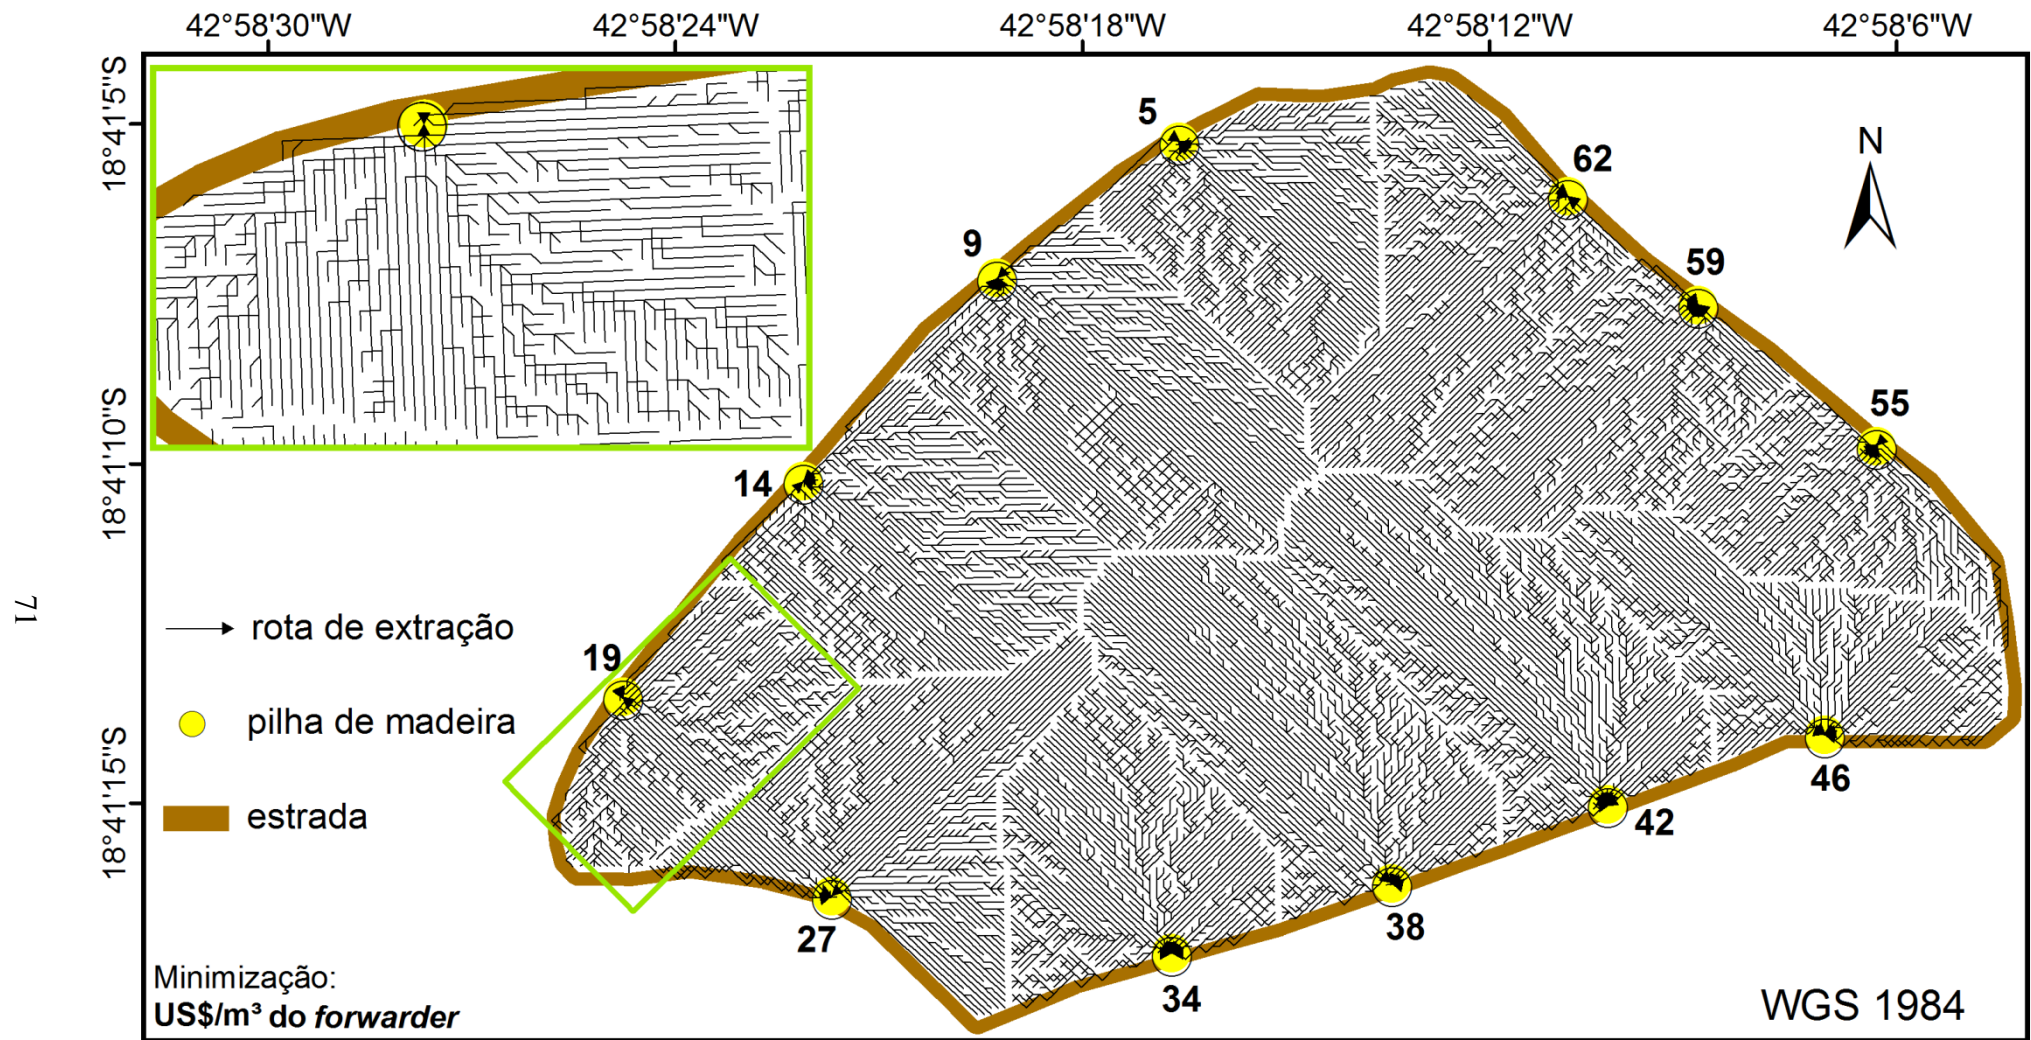 42°58'30"W 42°58'24"W 42°58'18"W 42°58'12"W 42°58'6"W
18°41'5"S
18°41'10"S
18°41'15"S
5
62
N
9
59
55
14
19
rota de extração
pilha de madeira
estrada
46
42
38
27
34
Minimização:
US$/m³ do forwarder
WGS 1984
71